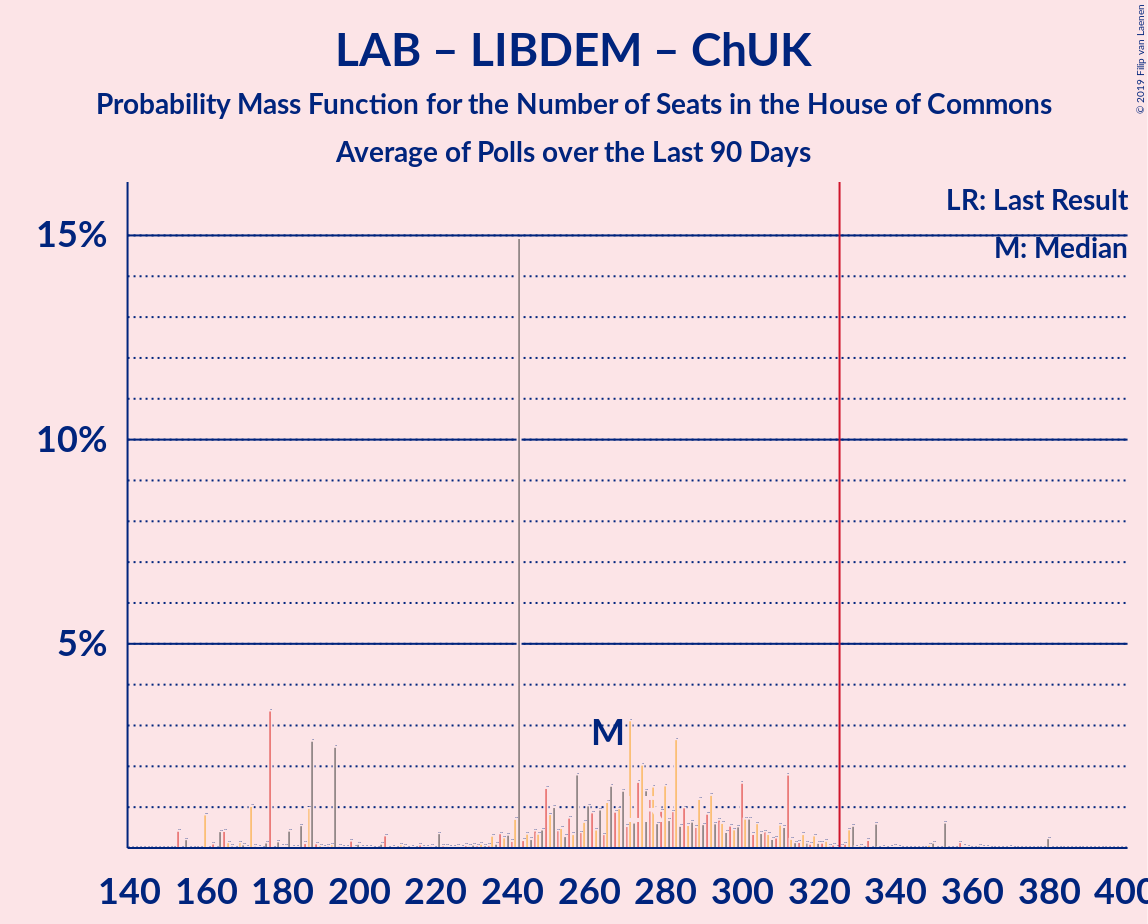 LAB – LIBDEM – ChUK
Probability Mass Function for the Number of Seats in the House of Commons
Average of Polls over the Last 90 Days
© 2019 Filip van Laenen
LR: Last Result
M: Median
15%
10%
5%
M
140 160 180 200 220 240 260 280 300 320 340 360 380 400